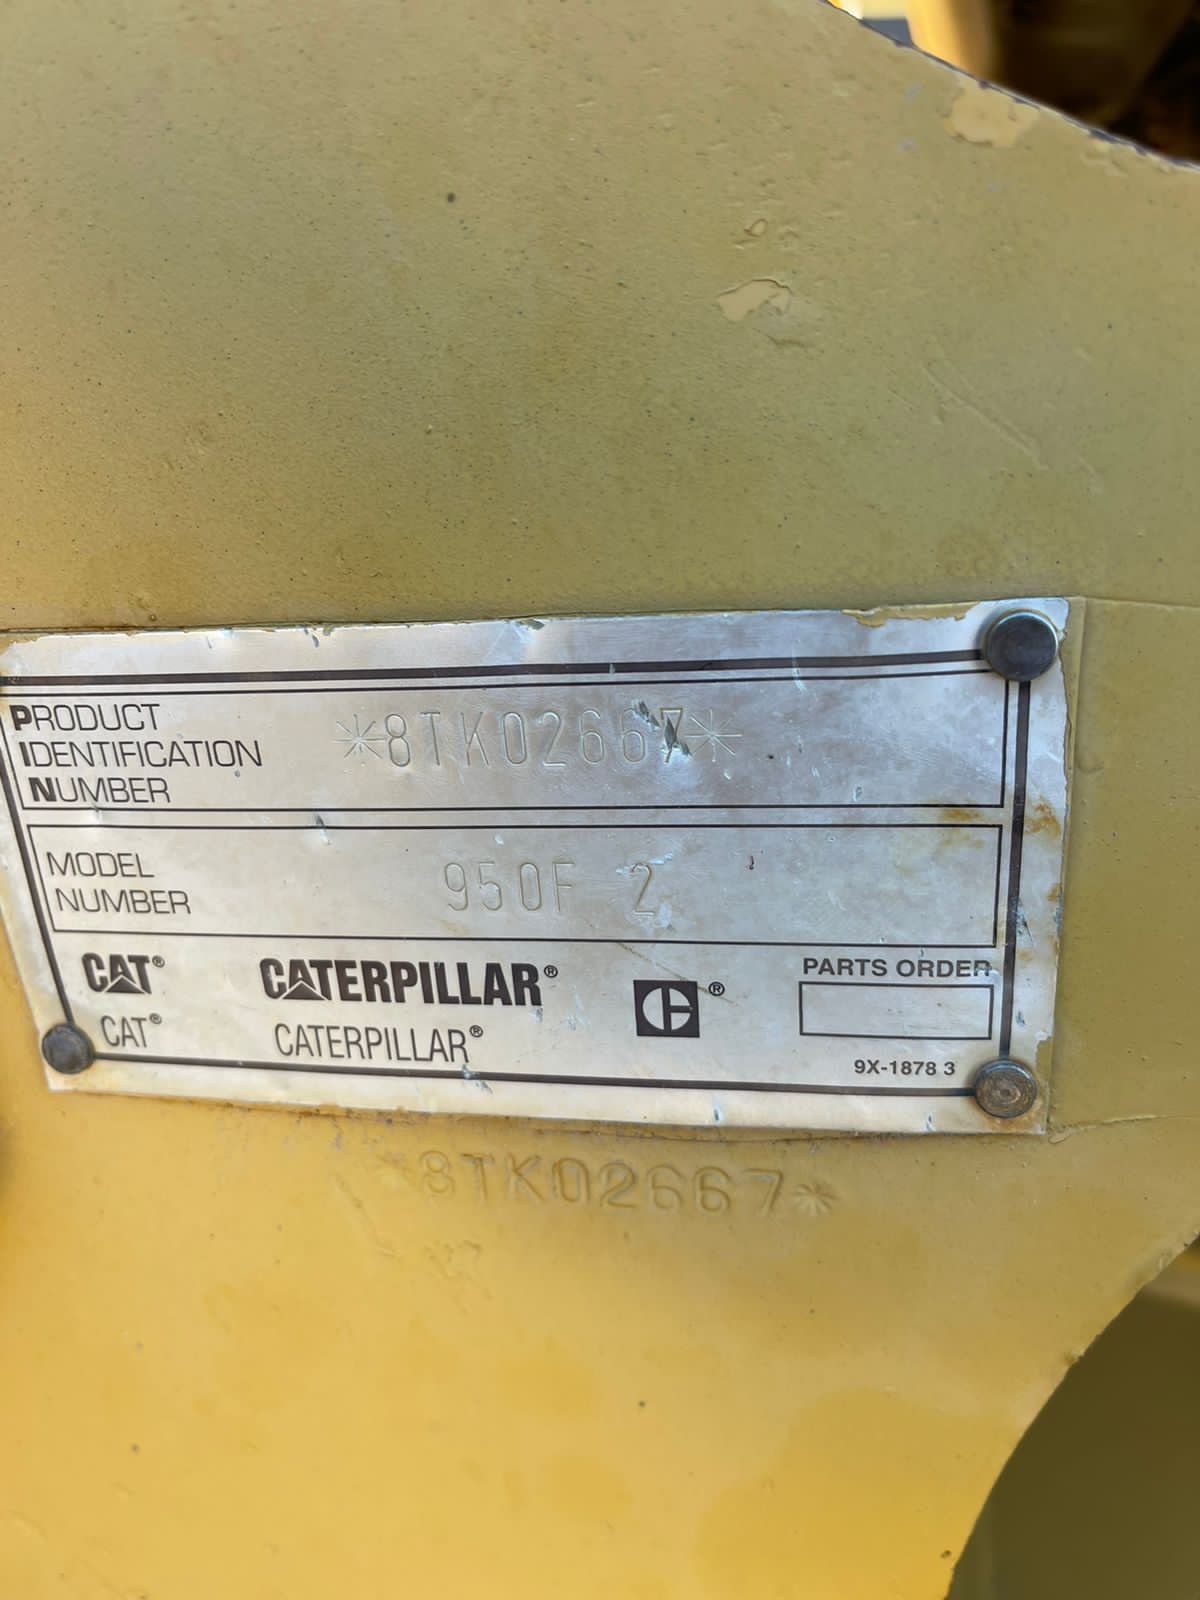 PRODUCT
IDENTIFICATION
NUMBER
*8TK02667*
MODEL
NUMBER
950F 2
CAT®
CATERPILLAR®
C®
PARTS ORDER
CAT®
CATERPILLAR®
9X-1878 3
*8TK02667*